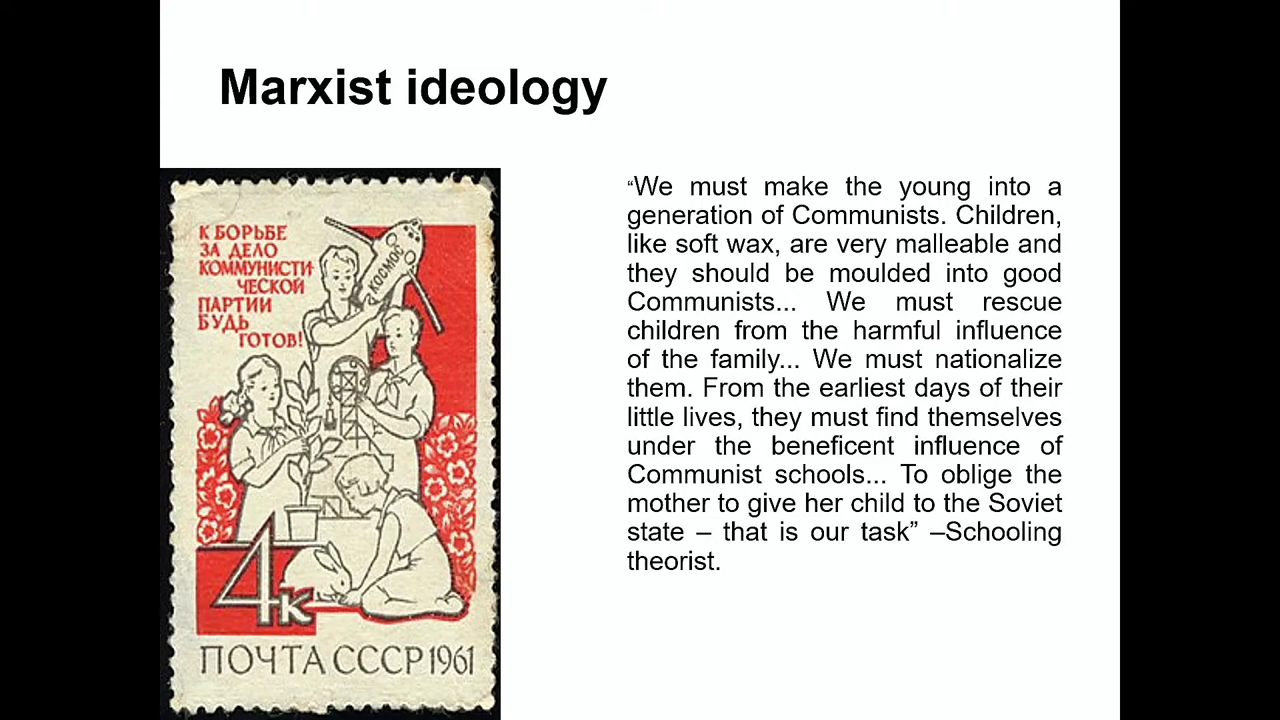 Marxist ideology
К БОРЬБЕ
ЗА ДЕЛО
КОММУНИСТИ
ЧЕСКОЙ
ПАРТИИ
БУДЬ
ГОТОВ!
КОСМОС
4к
ПОЧТА СССР 1961
“We must make the young into a
generation of Communists. Children,
like soft wax, are very malleable and
they should be moulded into good
Communists... We must rescue
children from the harmful influence
of the family... We must nationalize
them. From the earliest days of their
little lives, they must find themselves
under the beneficent influence of
Communist schools... To oblige the
mother to give her child to the Soviet
state – that is our task” –Schooling
theorist.